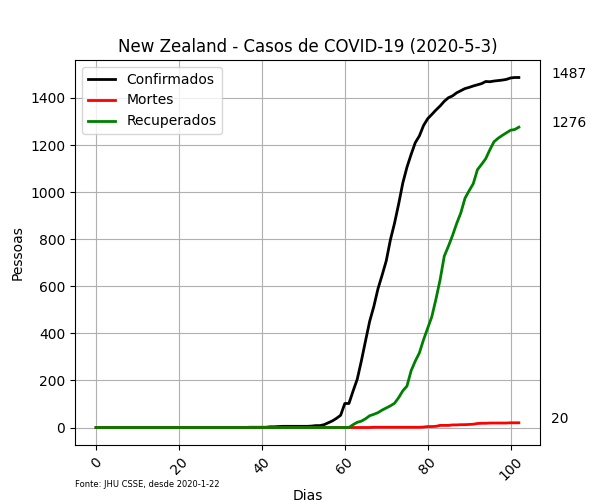 New Zealand - Casos de COVID-19 (2020-5-3)
Confirmados
Mortes
Recuperados
1487
1276
20
Pessoas
1400
1200
1000
800
600
400
200
0
0
20
40
60
80
100
Fonte: JHU CSSE, desde 2020-1-22
Dias